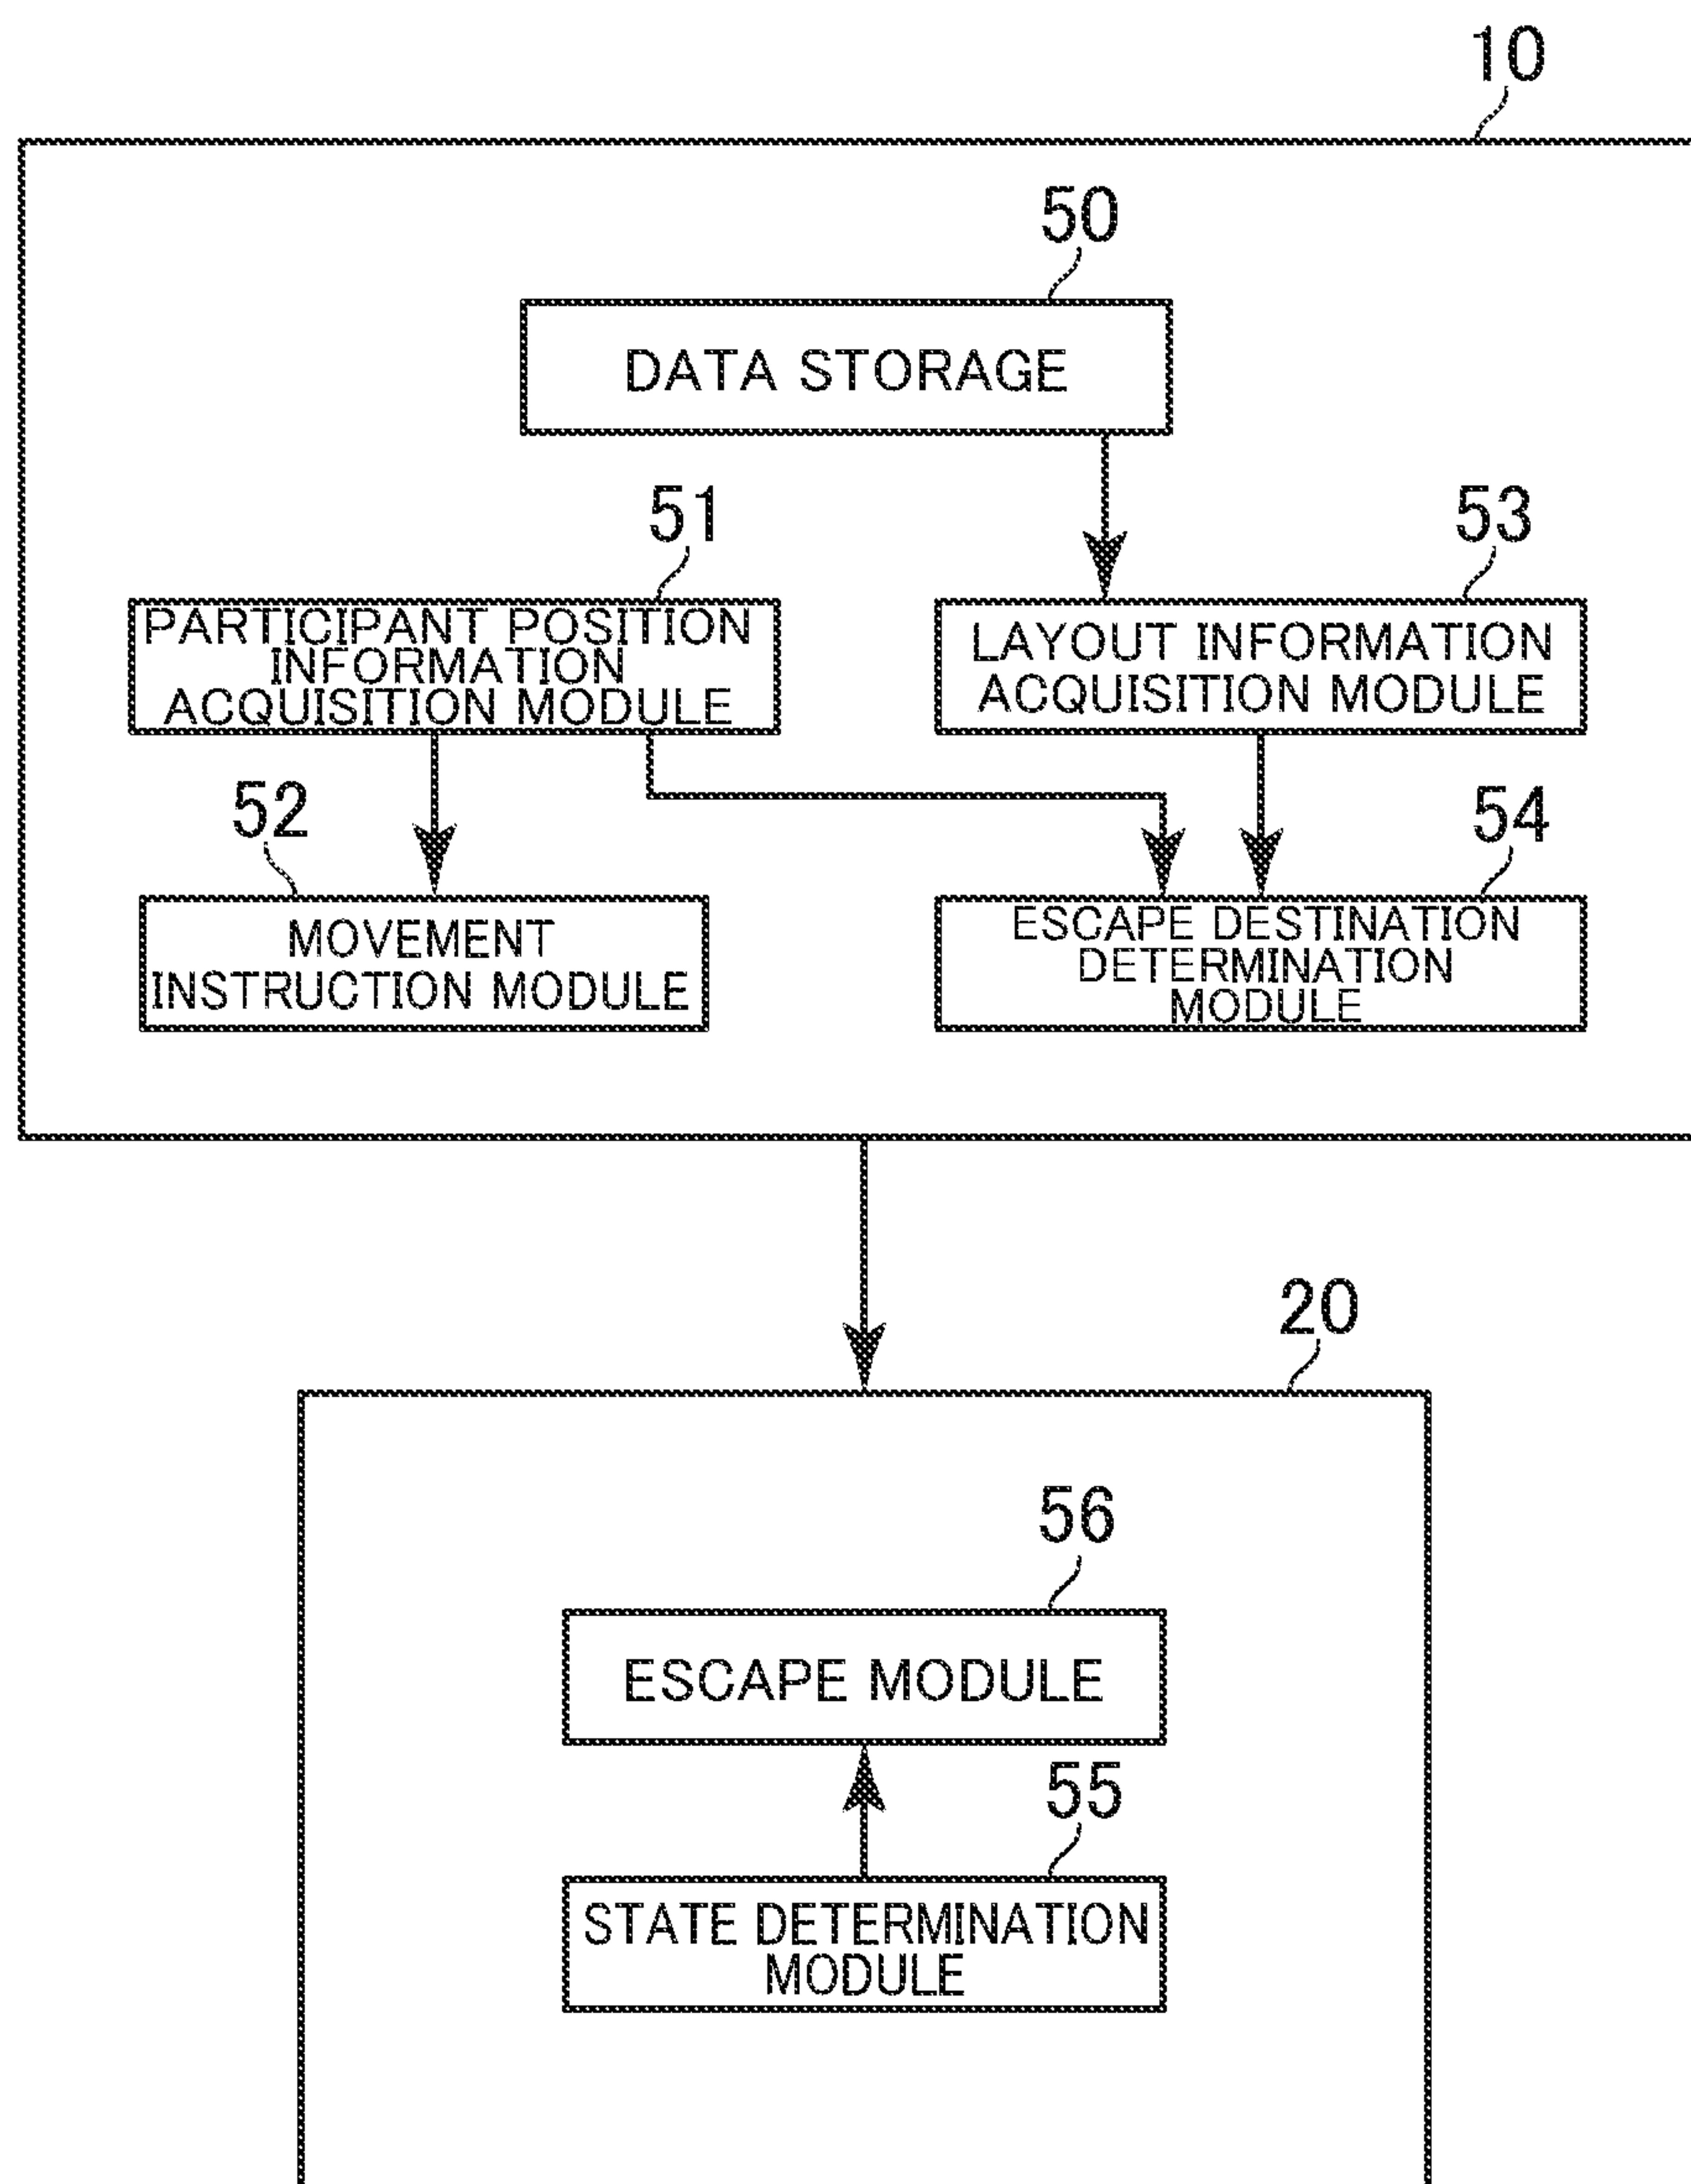 10
50
DATA STORAGE
51
PARTICIPANT POSITION
INFORMATION
ACQUISITION MODULE
53
LAYOUT INFORMATION
ACQUISITION MODULE
52
MOVEMENT
INSTRUCTION MODULE
54
ESCAPE DESTINATION
DETERMINATION
MODULE
20
56
ESCAPE MODULE
55
STATE DETERMINATION
MODULE